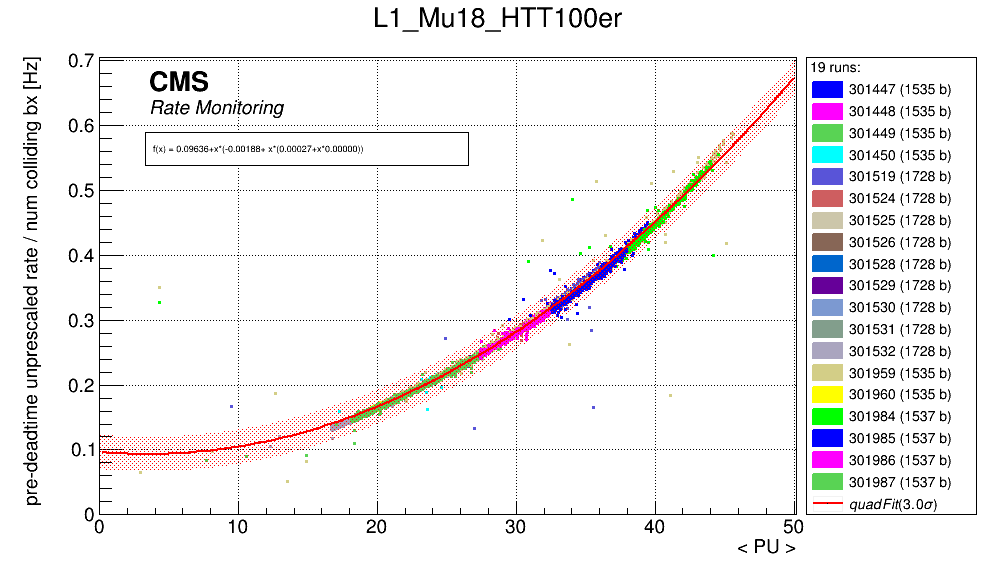 L1_Mu18_HTT100er
pre-deadtime unprescaled rate / num colliding bx [Hz]
0.7
0.6
0.5
0.4
0.3
0.2
0.1
0
CMS
Rate Monitoring
f(x) = 0.09636+x*(-0.00188+ x*(0.00027+x*0.00000))
0 10 20 30 40 50
< PU >
19 runs:
301447 (1535 b)
301448 (1535 b)
301449 (1535 b)
301450 (1535 b)
301519 (1728 b)
301524 (1728 b)
301525 (1728 b)
301526 (1728 b)
301528 (1728 b)
301529 (1728 b)
301530 (1728 b)
301531 (1728 b)
301532 (1728 b)
301959 (1535 b)
301960 (1535 b)
301984 (1537 b)
301985 (1537 b)
301986 (1537 b)
301987 (1537 b)
quadFit(3.0σ)